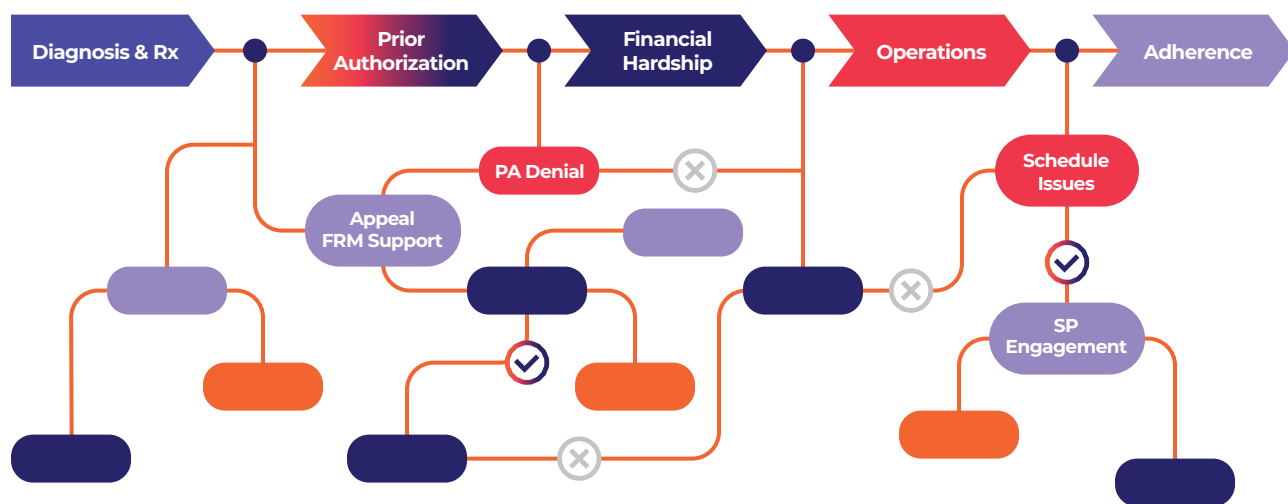 Diagnosis & Rx
Prior
Authorization
Financial
Hardship
Operations
Adherence
PA Denial
Schedule
Issues
Appeal
FRM Support
SP
Engagement